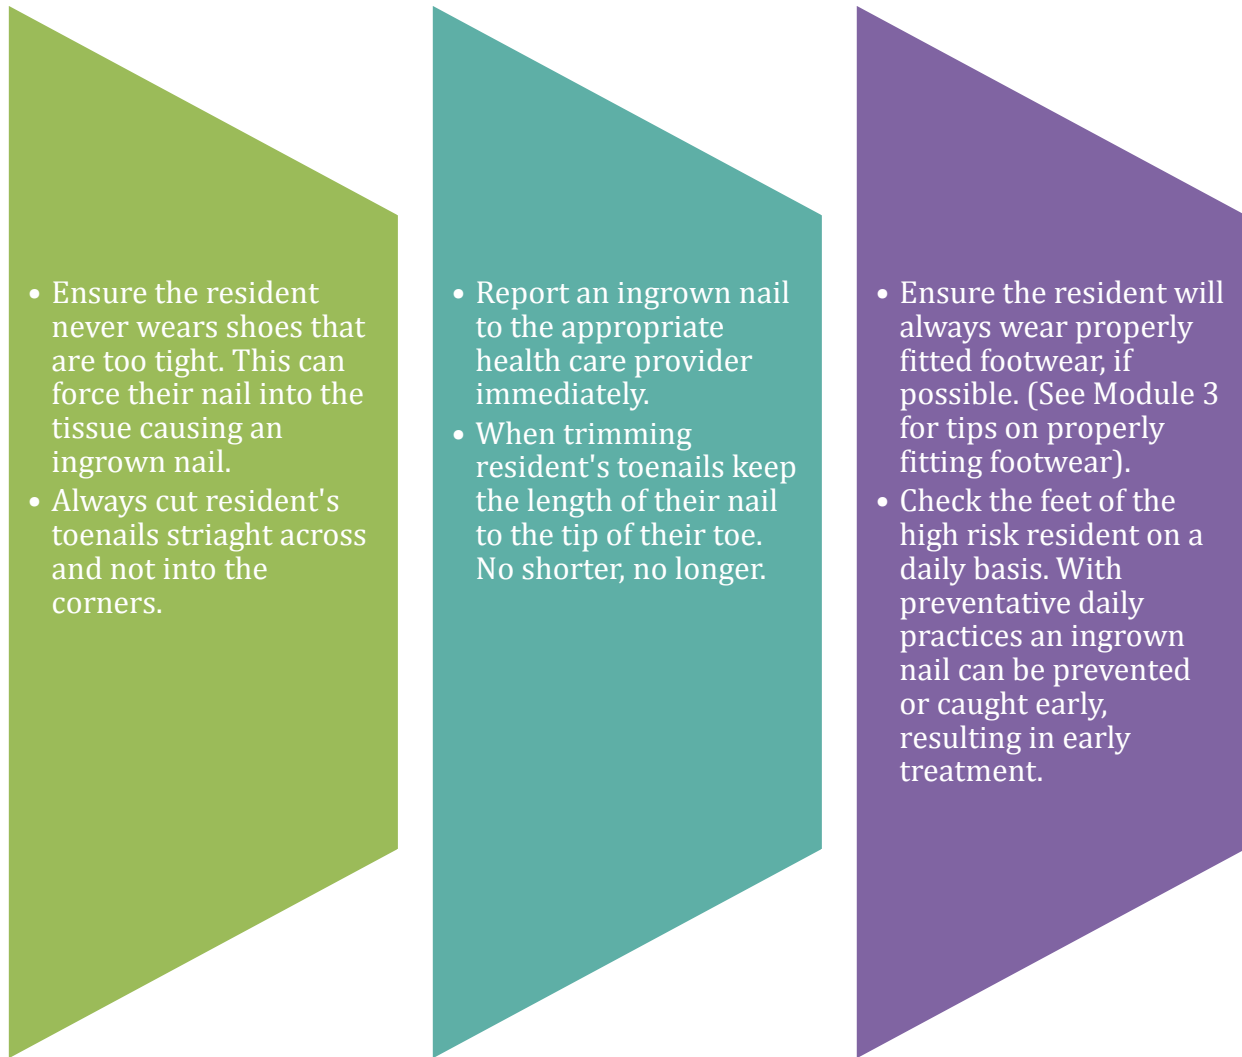 • Ensure the resident
never wears shoes that
are too tight. This can
force their nail into the
tissue causing an
ingrown nail.
• Always cut resident's
toenails striaght across
and not into the
corners.
• Report an ingrown nail
to the appropriate
health care provider
immediately.
• When trimming
resident's toenails keep
the length of their nail
to the tip of their toe.
No shorter, no longer.
• Ensure the resident will
always wear properly
fitted footwear, if
possible. (See Module 3
for tips on properly
fitting footwear).
• Check the feet of the
high risk resident on a
daily basis. With
preventative daily
practices an ingrown
nail can be prevented
or caught early,
resulting in early
treatment.